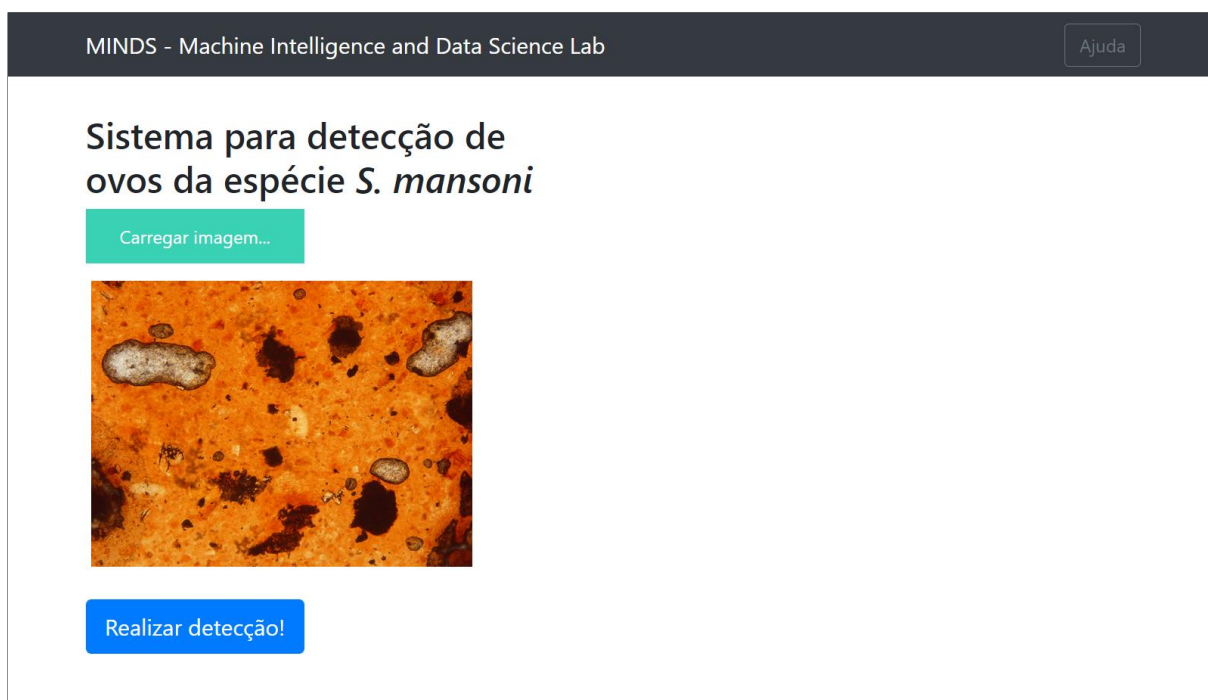 MINDS - Machine Intelligence and Data Science Lab
Ajuda
Sistema para detecção de
ovos da espécie S. mansoni
Carregar imagem...
Realizar detecção!